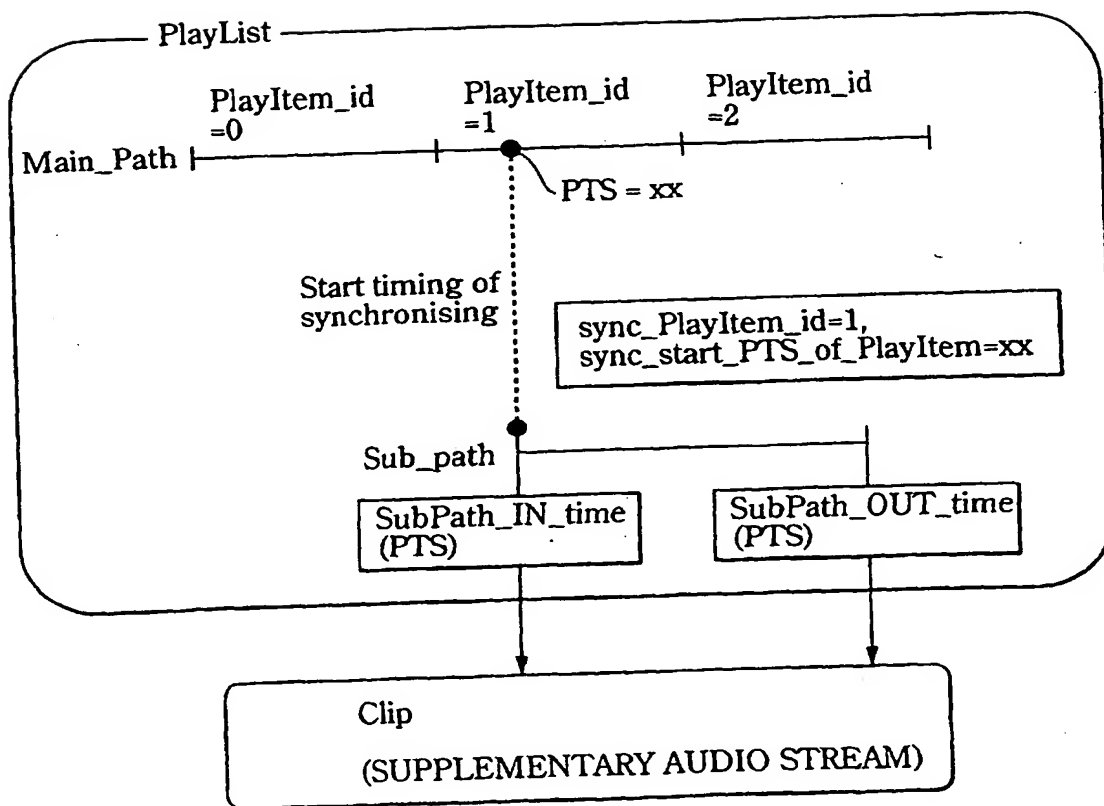 PlayList
PlayItem_id
=0
PlayItem_id
=1
PlayItem_id
=2
Main_Path
PTS = xx
Start timing of
synchronising
sync_PlayItem_id=1,
sync_start_PTS_of_PlayItem=xx
Sub_path
SubPath_IN_time
(PTS)
SubPath_OUT_time
(PTS)
Clip
(SUPPLEMENTARY AUDIO STREAM)